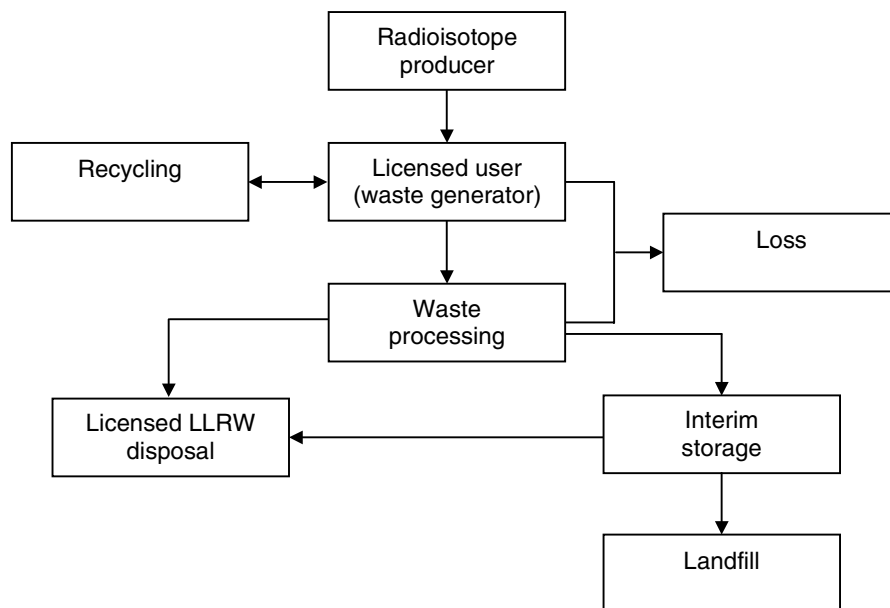 Radioisotope
producer
Recycling
Licensed user
(waste generator)
Loss
Waste
processing
Licensed LLRW
disposal
Interim
storage
Landfill